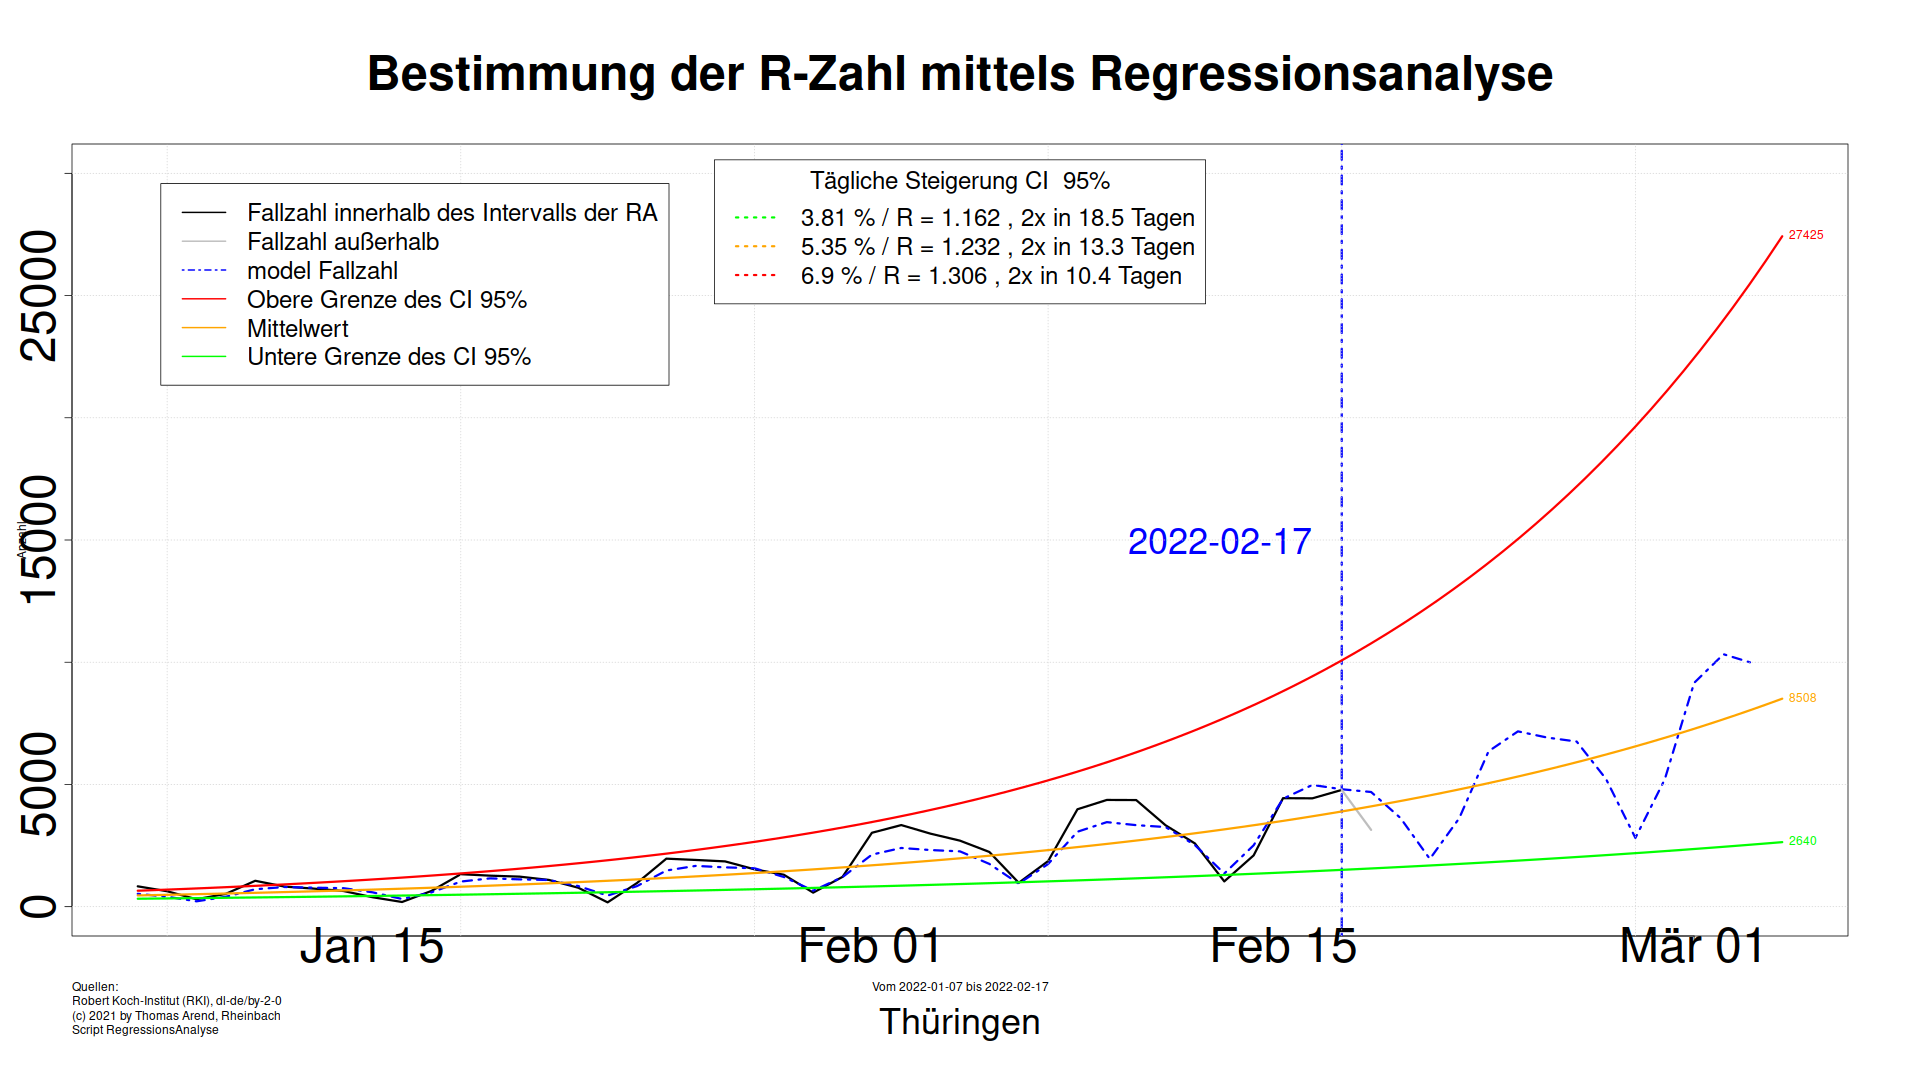 Bestimmung der R-Zahl mittels Regressionsanalyse
Fallzahl innerhalb des Intervalls der RA
Fallzahl außerhalb
model Fallzahl
Obere Grenze des CI 95%
Mittelwert
Untere Grenze des CI 95%
Tägliche Steigerung CI  95%
3.81 % / R = 1.162 , 2x in 18.5 Tagen
5.35 % / R = 1.232 , 2x in 13.3 Tagen
6.9 % / R = 1.306 , 2x in 10.4 Tagen
27425
25000
15000
Anzahl
2022-02-17
8508
5000
2640
0
Jan 15
Feb 01
Feb 15
Mär 01
Quellen:
Robert Koch-Institut (RKI), dl-de/by-2-0
(c) 2021 by Thomas Arend, Rheinbach
Script RegressionsAnalyse
Vom 2022-01-07 bis 2022-02-17
Thüringen